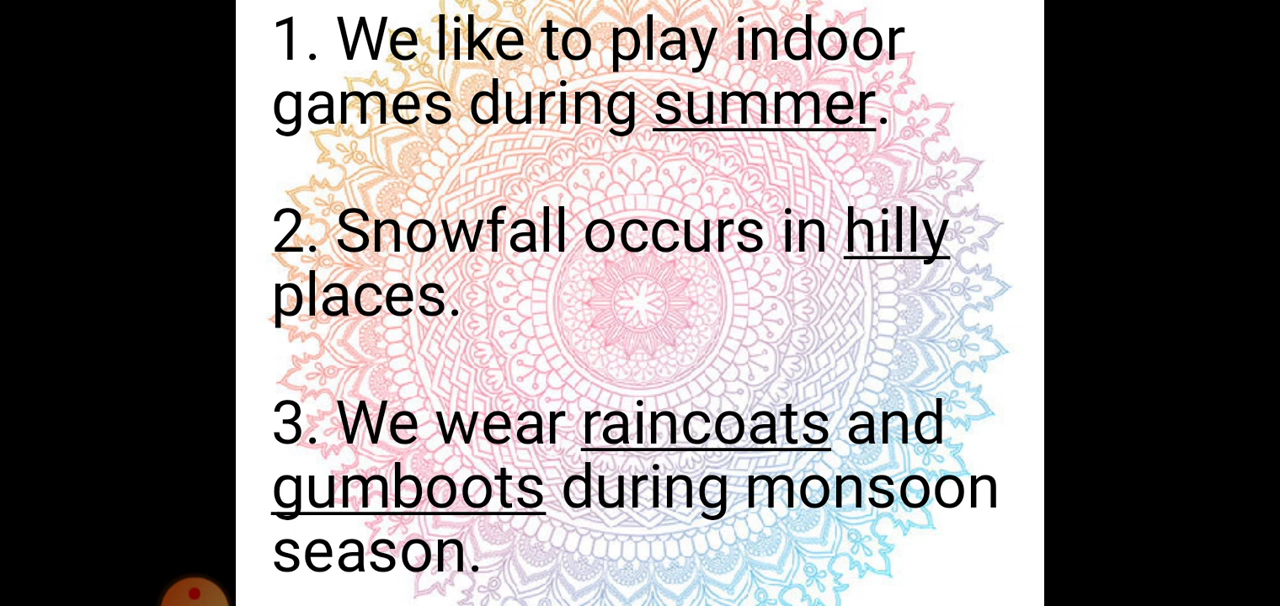 1. We like to play indoor
games during summer.
2. Snowfall occurs in hilly
places.
3. We wear raincoats and
gumboots during monsoon
season.